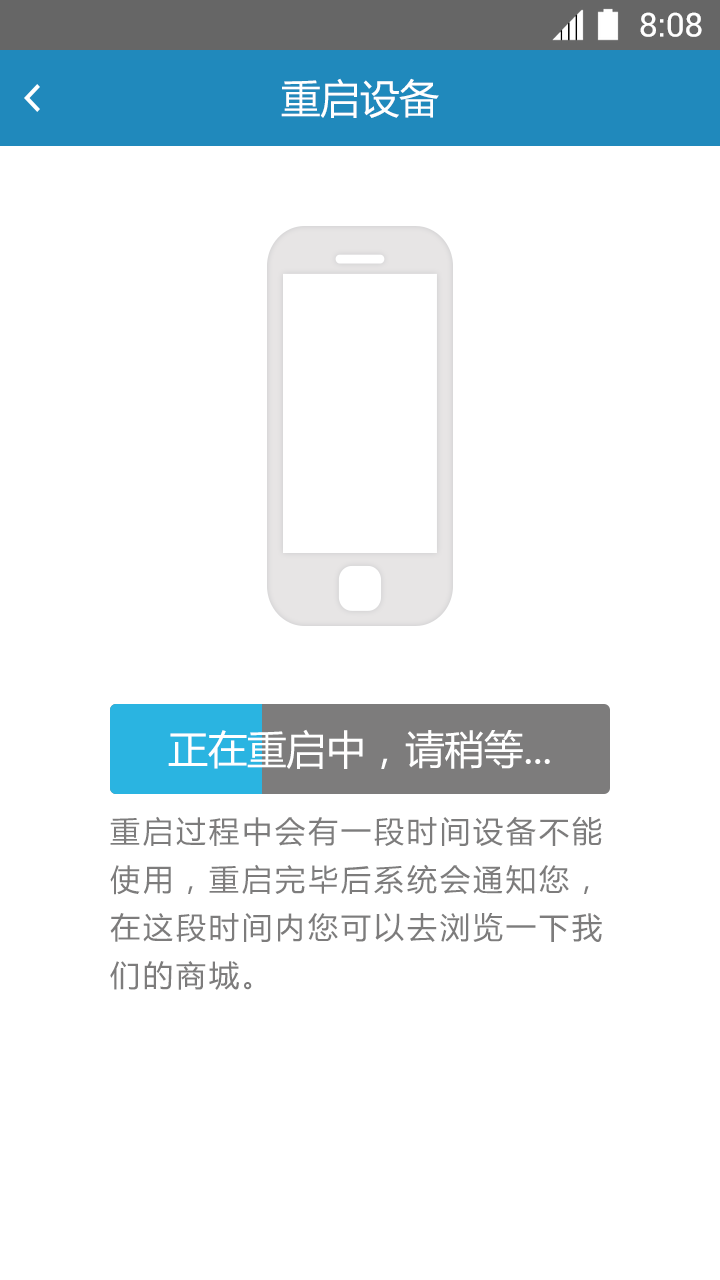 8:08
重启设备
正在重启中，请稍等...
重启过程中会有一段时间设备不能
使用，重启完毕后系统会通知您，
在这段时间内您可以去浏览一下我
们的商城。